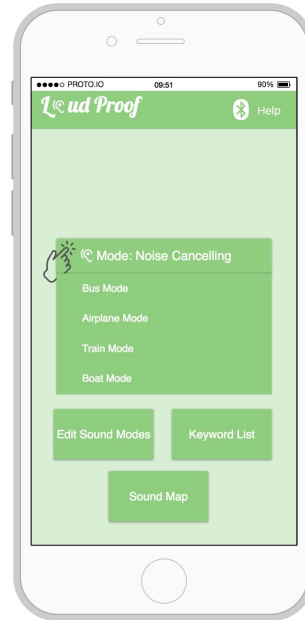 PROTO.IO 09:51 90%
Loud Proof Help
Mode: Noise Cancelling
Bus Mode
Airplane Mode
Train Mode
Boat Mode
Edit Sound Modes Keyword List
Sound Map